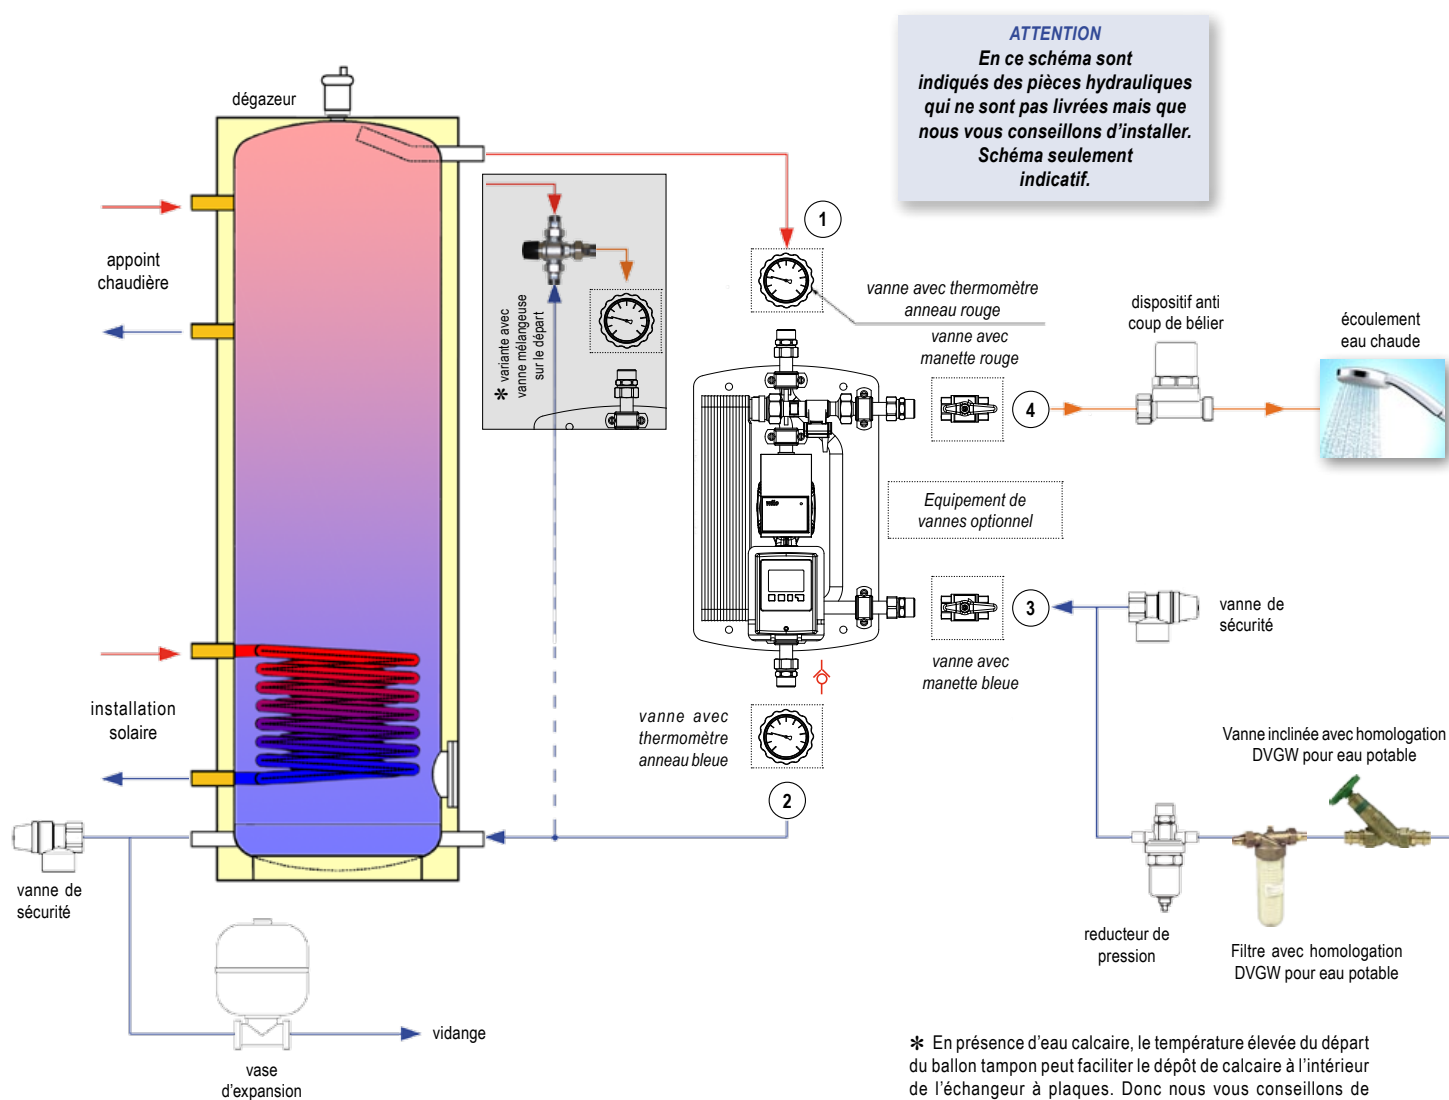 ATTENTION
En ce schéma sont
indiqués des pièces hydrauliques
qui ne sont pas livrées mais que
nous vous conseillons d’installer.
Schéma seulement
indicatif.
dégazeur
appoint
chaudière
✻ variante avec
vanne mélangeuse
sur le départ
1
vanne avec thermomètre
anneau rouge
vanne avec
manette rouge
dispositif anti
coup de bélier
écoulement
eau chaude
4
wilo
Equipement de
vannes optionnel
3
vanne de
sécurité
vanne avec
manette bleue
installation
solaire
vanne avec
thermomètre
anneau bleue
2
Vanne inclinée avec homologation
DVGW pour eau potable
vanne de
sécurité
reducteur de
pression
Filtre avec homologation
DVGW pour eau potable
vidange
vase
d’expansion
✻ En présence d’eau calcaire, le température élevée du départ
du ballon tampon peut faciliter le dépôt de calcaire à l’intérieur
de l’échangeur à plaques. Donc nous vous conseillons de